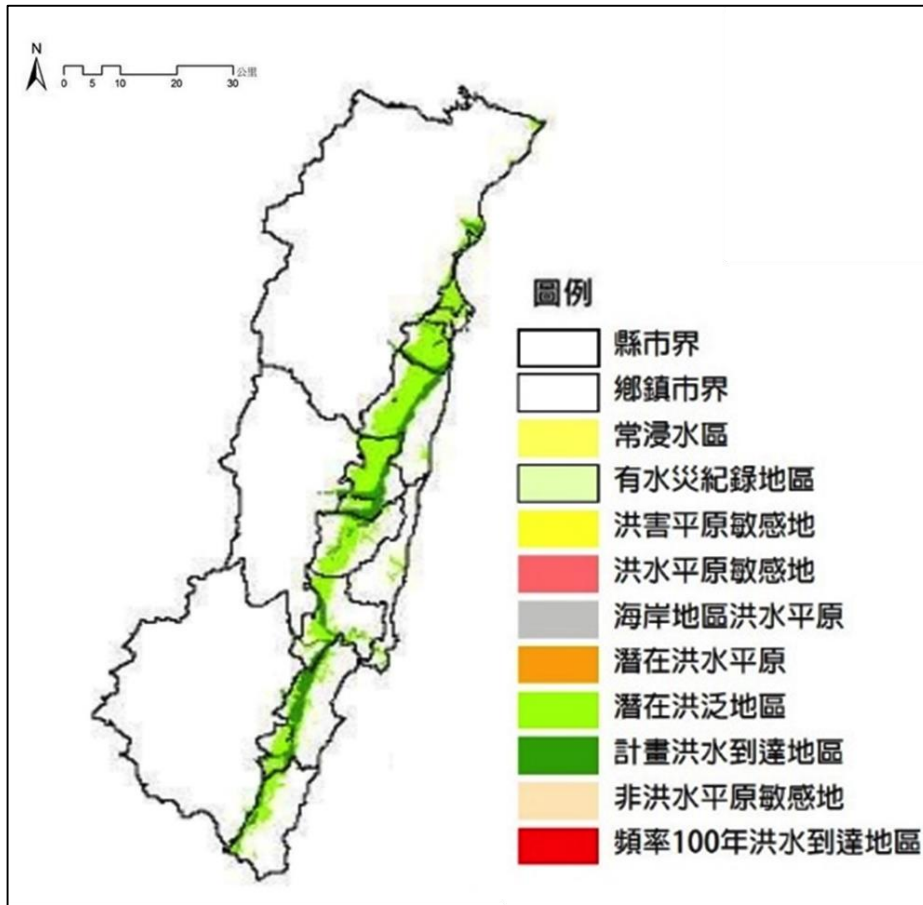 N
0 5 10 20 30 公里
圖例
縣市界
鄉鎮市界
常浸水區
有水災紀錄地區
洪害平原敏感地
洪水平原敏感地
海岸地區洪水平原
潛在洪水平原
潛在洪泛地區
計畫洪水到達地區
非洪水平原敏感地
頻率100年洪水到達地區